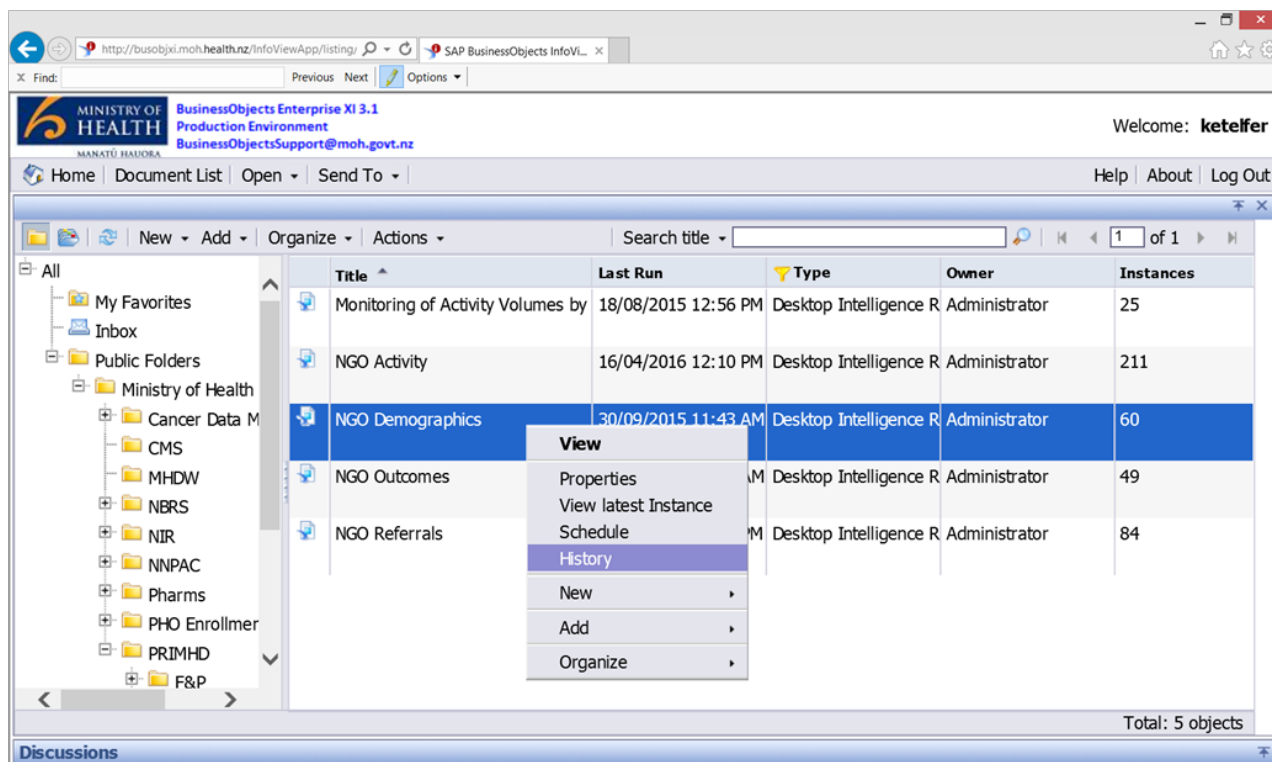 http://busobjxi.moh.health.nz/InfoViewApp/listing/ SAP BusinessObjects InfoVi...
x Find: Previous Next Options
MINISTRY OF HEALTH
MANATŪ HAUORA
BusinessObjects Enterprise XI 3.1
Production Environment
BusinessObjectsSupport@moh.govt.nz
Welcome: ketelfer
Home Document List Open Send To Help About Log Out
New Add Organize Actions Search title 1 of 1
All
My Favorites
Inbox
Public Folders
Ministry of Health
Cancer Data M
CMS
MHDW
NBRS
NIR
NNPAC
Pharms
PHO Enrollmer
PRIMHD
F&P
Title Last Run Type Owner Instances
Monitoring of Activity Volumes by 18/08/2015 12:56 PM Desktop Intelligence R Administrator 25
NGO Activity 16/04/2016 12:10 PM Desktop Intelligence R Administrator 211
NGO Demographics 30/09/2015 11:43 AM Desktop Intelligence R Administrator 60
NGO Outcomes AM Desktop Intelligence R Administrator 49
NGO Referrals PM Desktop Intelligence R Administrator 84
View
Properties
View latest Instance
Schedule
History
New
Add
Organize
Total: 5 objects
Discussions